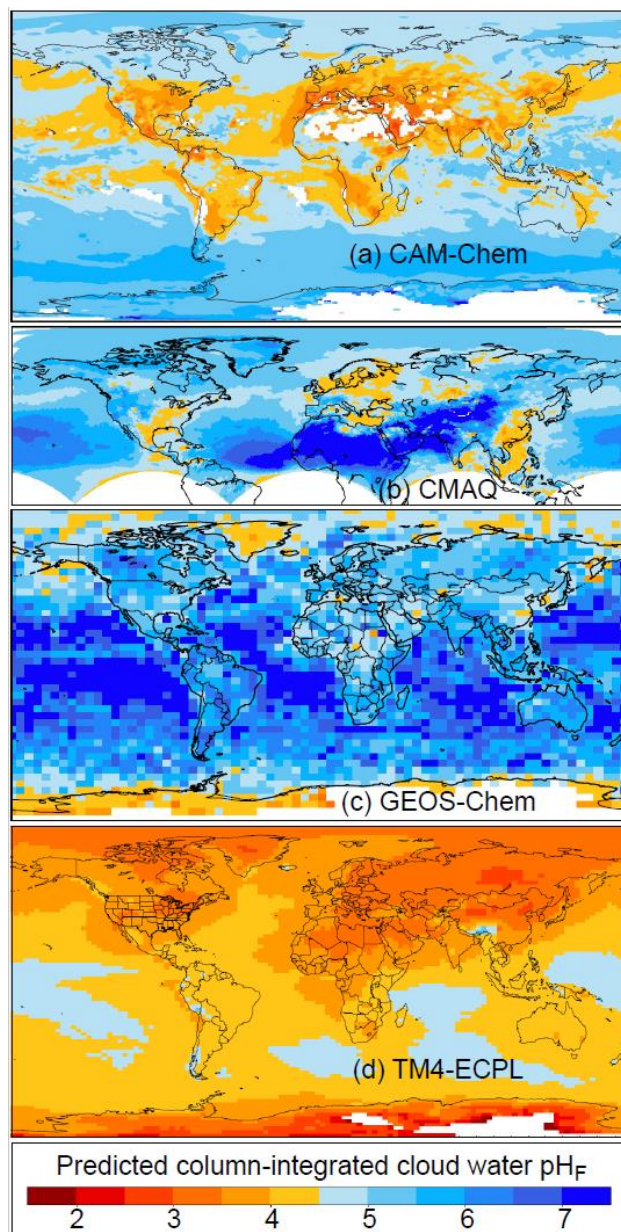 (a) CAM-Chem
(b) CMAQ
(c) GEOS-Chem
(d) TM4-ECPL
Predicted column-integrated cloud water pHF
2 3 4 5 6 7